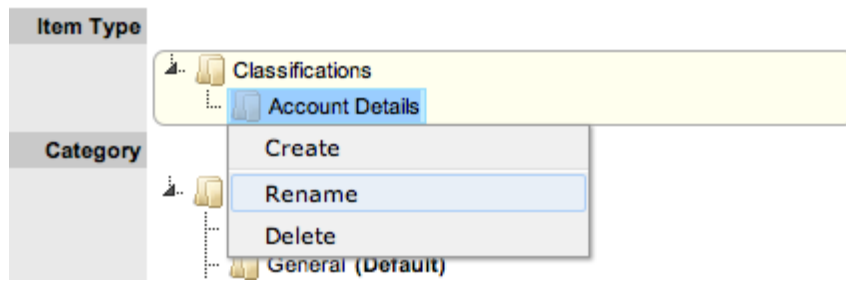 Item Type
Classifications
Account Details
Category
Create
Rename
Delete
General (Default)